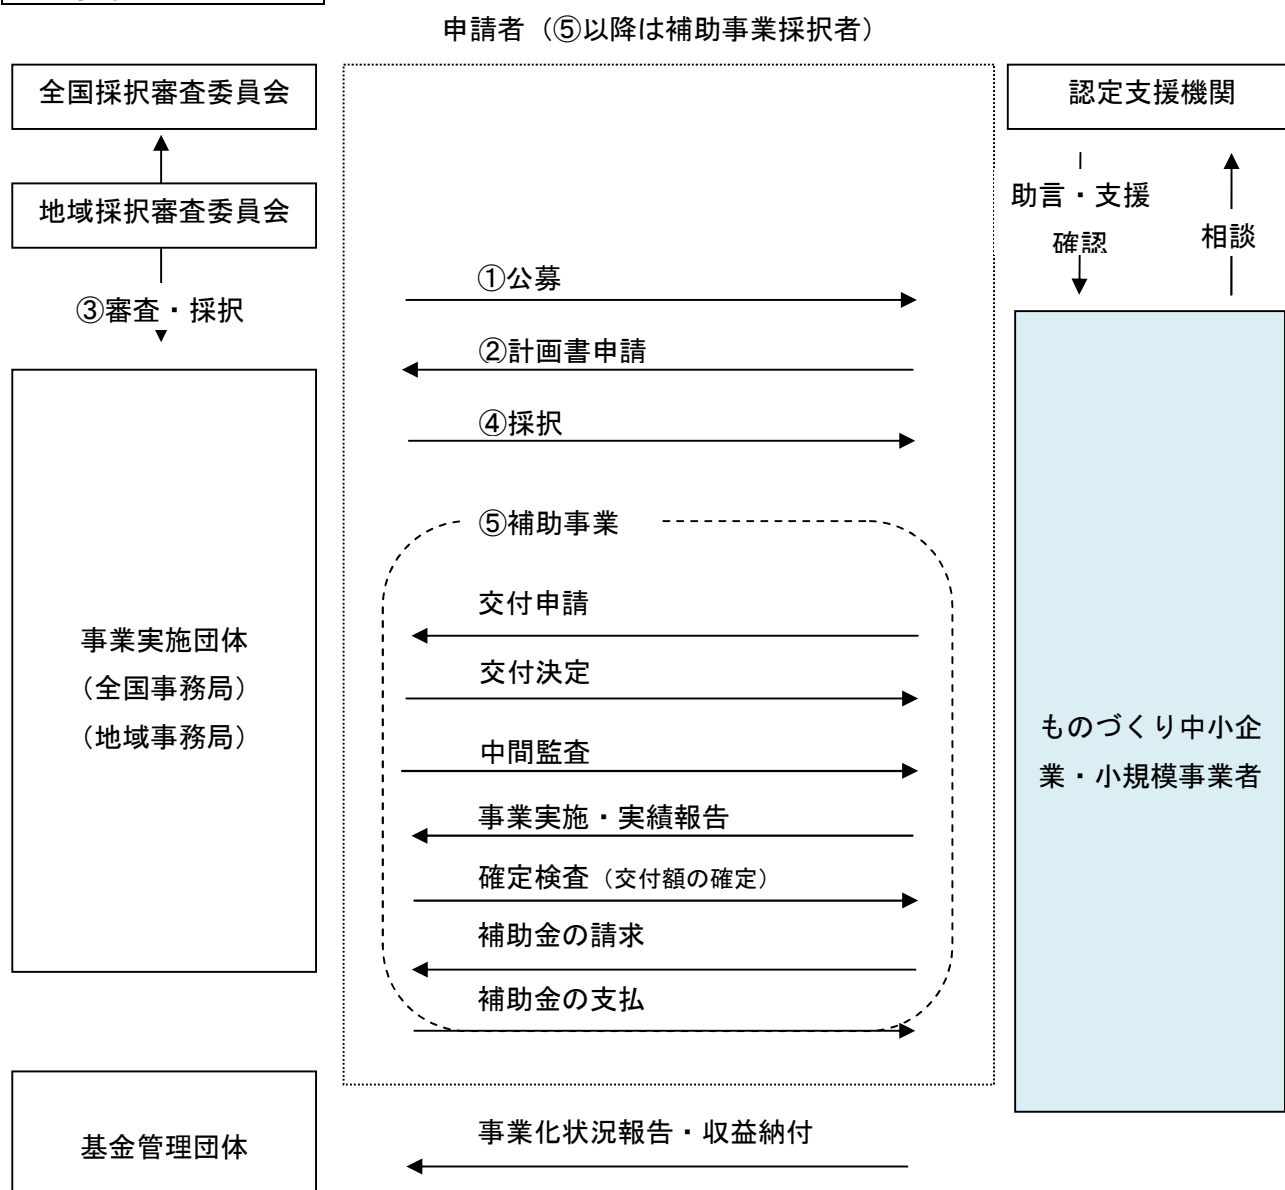 申請者（⑤以降は補助事業採択者）
全国採択審査委員会
地域採択審査委員会
③審査・採択
事業実施団体
（全国事務局）
（地域事務局）
基金管理団体
①公募
②計画書申請
④採択
⑤補助事業
交付申請
交付決定
中間監査
事業実施・実績報告
確定検査（交付額の確定）
補助金の請求
補助金の支払
事業化状況報告・収益納付
認定支援機関
助言・支援
確認
相談
ものづくり中小企
業・小規模事業者